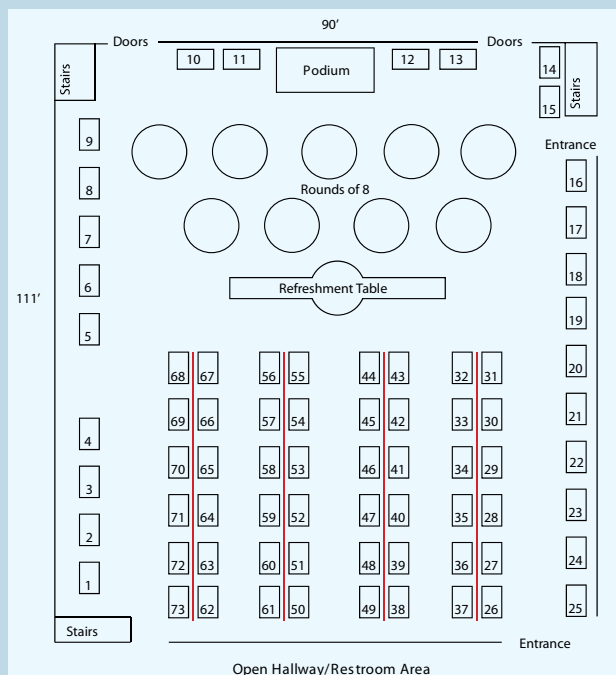 90’
Doors
Doors
Stairs
10
11
Podium
12
13
14
Stairs
15
Entrance
9
8
7
6
5
4
3
2
1
Rounds of 8
16
17
18
19
20
21
22
23
24
25
111’
Refreshment Table
68 67 56 55 44 43 32 31
69 66 57 54 45 42 33 30
70 65 58 53 46 41 34 29
71 64 59 52 47 40 35 28
72 63 60 51 48 39 36 27
73 62 61 50 49 38 37 26
Stairs
Entrance
Open Hallway/Restroom Area